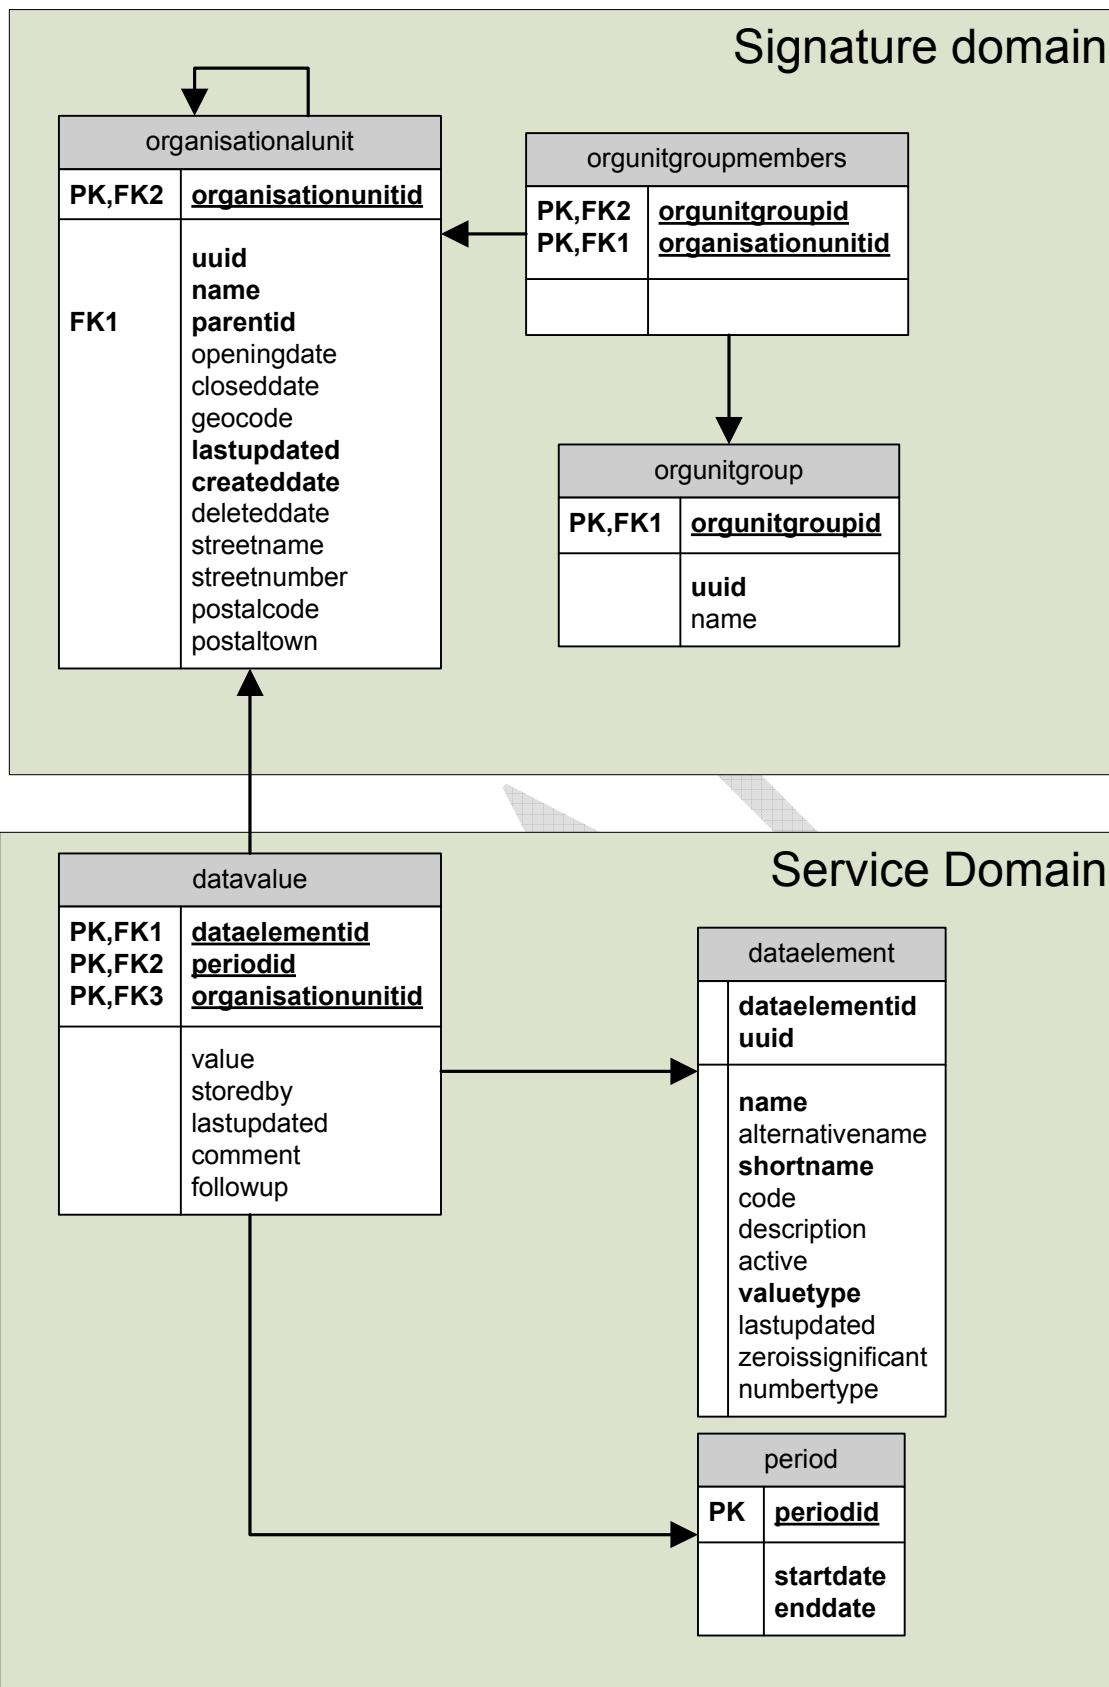 Signature domain
organisationalunit
PK,FK2 organisationunitid
uuid
name
FK1 parentid
openingdate
closeddate
geocode
lastupdated
createddate
deleteddate
streetname
streetnumber
postalcode
postaltown
orgunitgroupmembers
PK,FK2 orgunitgroupid
PK,FK1 organisationunitid
orgunitgroup
PK,FK1 orgunitgroupid
uuid
name
Service Domain
datavalue
PK,FK1 dataelementid
PK,FK2 periodid
PK,FK3 organisationunitid
value
storedby
lastupdated
comment
followup
dataelement
dataelementid
uuid
name
alternativename
shortname
code
description
active
valuetype
lastupdated
zeroissignificant
numbertype
period
PK periodid
startdate
enddate